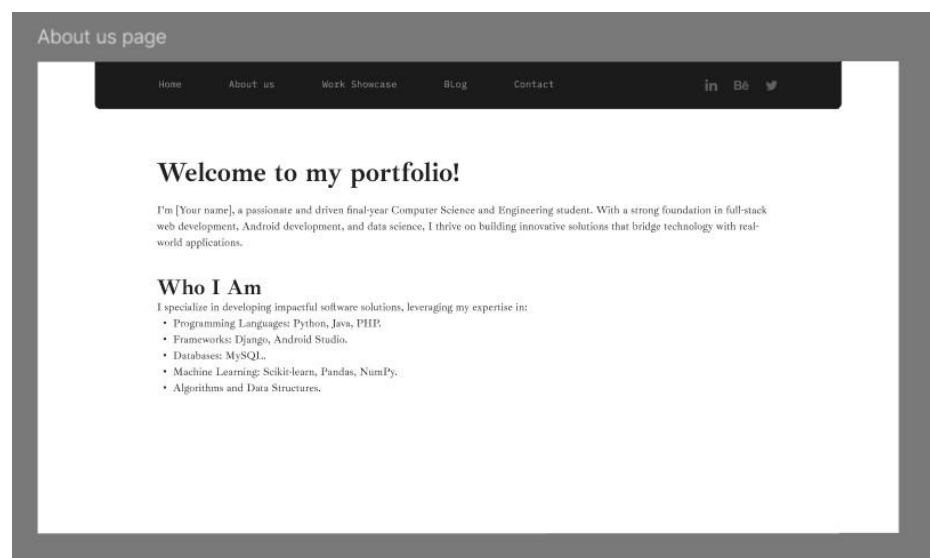 About us page
Home About us Work Showcase BLog Contact in Bē
Welcome to my portfolio!
I'm [Your name], a passionate and driven final-year Computer Science and Engineering student. With a strong foundation in full-stack
web development, Android development, and data science, I thrive on building innovative solutions that bridge technology with real-
world applications.
Who I Am
I specialize in developing impactful software solutions, leveraging my expertise in:
• Programming Languages: Python, Java, PHP.
• Frameworks: Django, Android Studio.
• Databases: MySQL.
• Machine Learning: Scikit-learn, Pandas, NumPy.
• Algorithms and Data Structures.